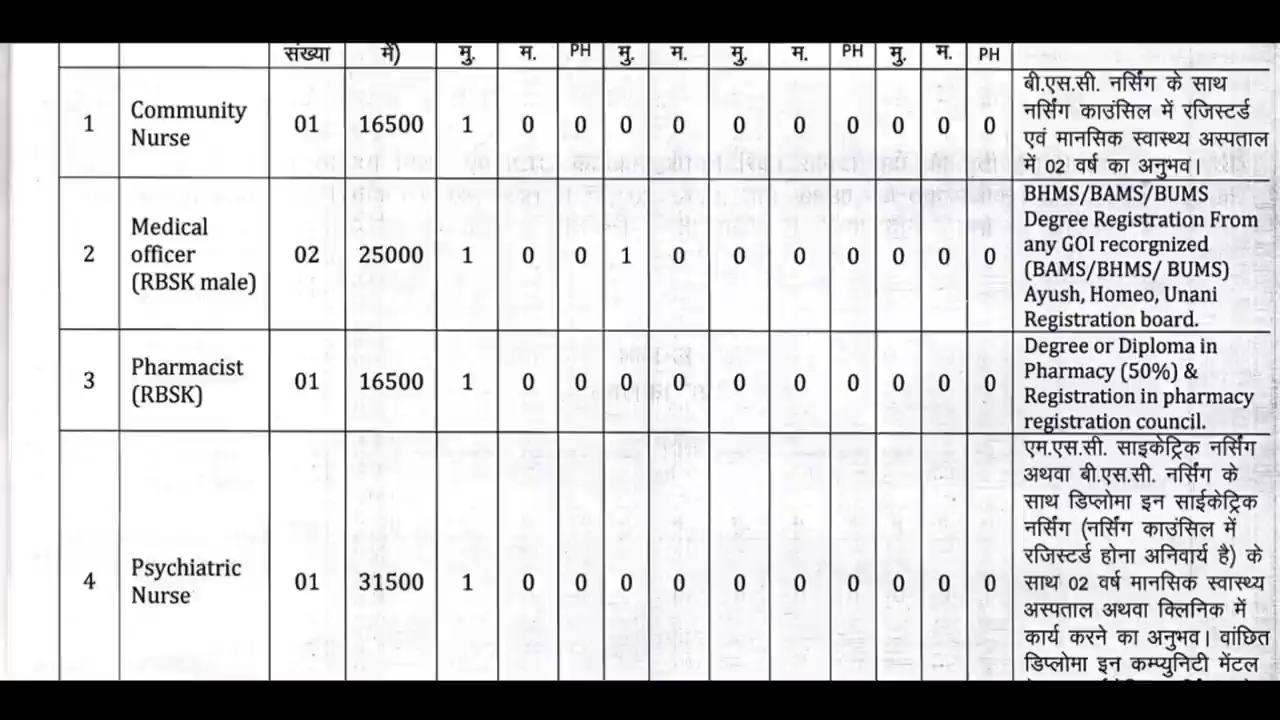 संख्या में) मु. म. PH मु. म. मु. म. PH मु. म. PH
1 Community Nurse 01 16500 1 0 0 0 0 0 0 0 0 0 0
बी.एस.सी. नर्सिंग के साथ
नर्सिंग काउंसिल में रजिस्टर्ड
एवं मानसिक स्वास्थ्य अस्पताल
में 02 वर्ष का अनुभव।
2 Medical officer (RBSK male) 02 25000 1 0 0 1 0 0 0 0 0 0 0
BHMS/BAMS/BUMS
Degree Registration From
any GOI recorgnized
(BAMS/BHMS/ BUMS)
Ayush, Homeo, Unani
Registration board.
3 Pharmacist (RBSK) 01 16500 1 0 0 0 0 0 0 0 0 0 0
Degree or Diploma in
Pharmacy (50%) &
Registration in pharmacy
registration council.
4 Psychiatric Nurse 01 31500 1 0 0 0 0 0 0 0 0 0 0
एम.एस.सी. साइकेट्रिक नर्सिंग
अथवा बी.एस.सी. नर्सिंग के
साथ डिप्लोमा इन साईकेट्रिक
नर्सिंग (नर्सिंग काउंसिल में
रजिस्टर्ड होना अनिवार्य है) के
साथ 02 वर्ष मानसिक स्वास्थ्य
अस्पताल अथवा क्लिनिक में
कार्य करने का अनुभव। वांछित
डिप्लोमा इन कम्युनिटी मेंटल